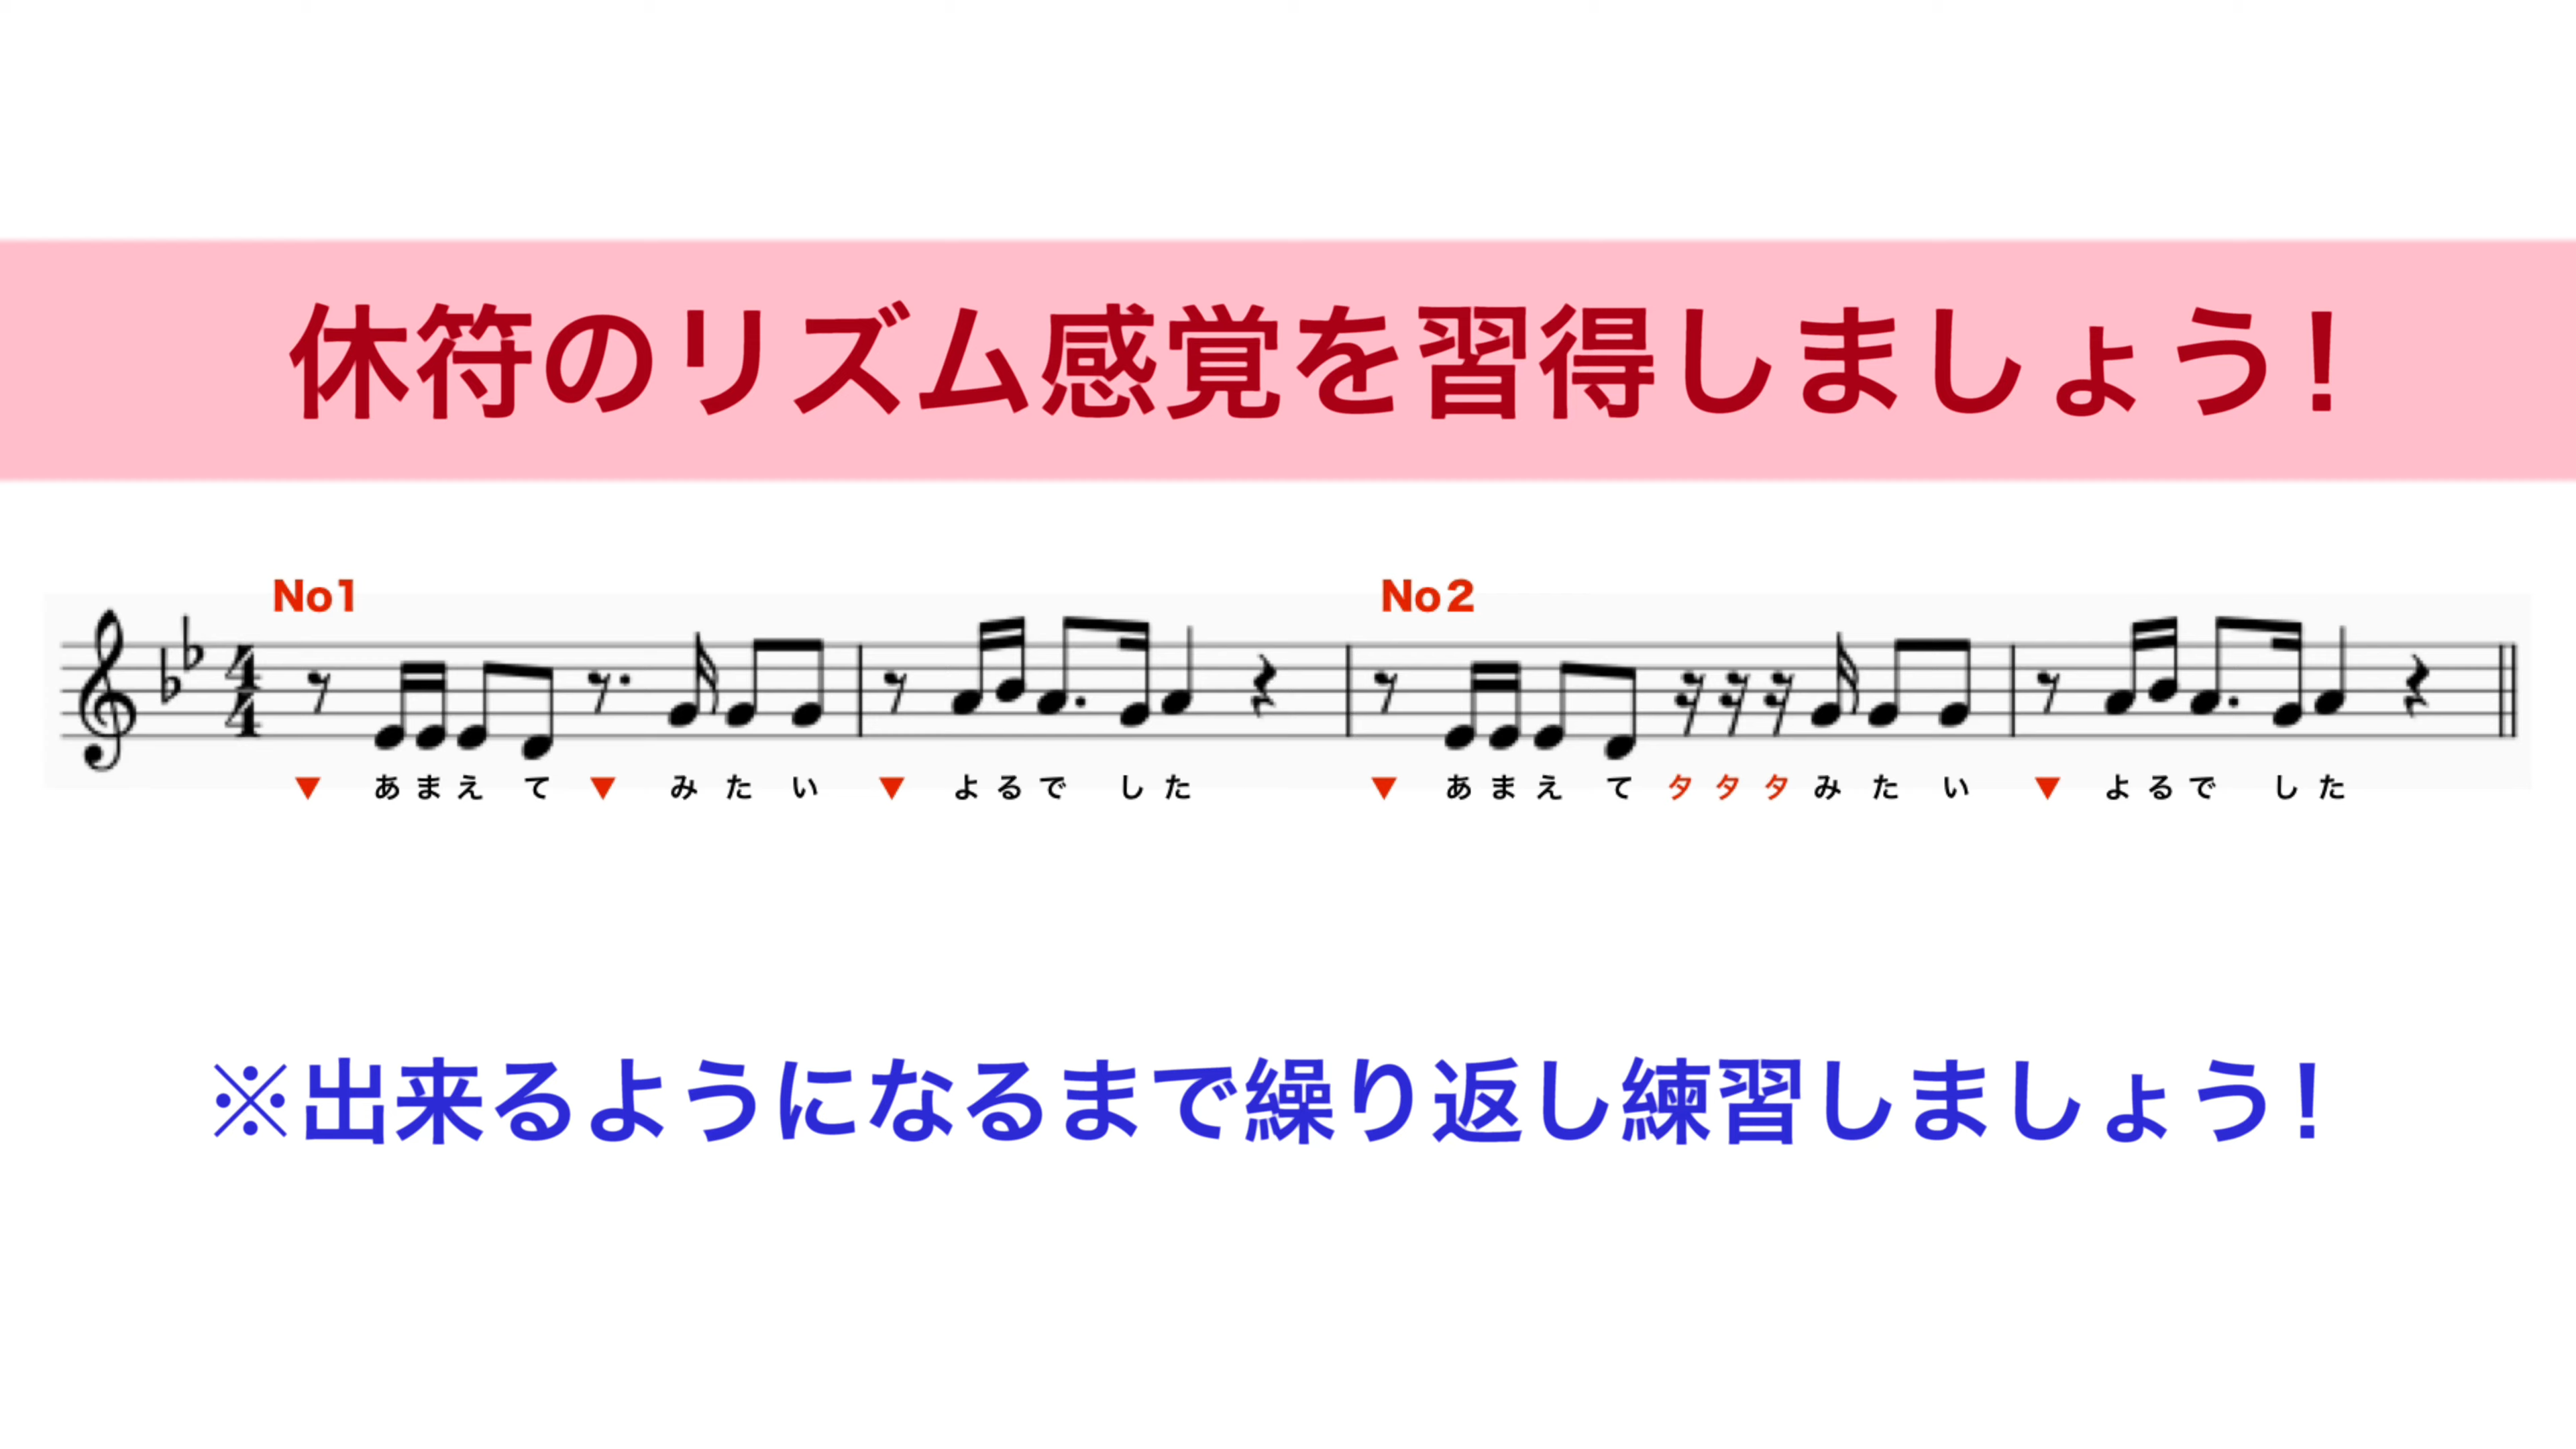 休符のリズム感覚を習得しましょう！
No1 No2
4/4
▼ あまえ て ▼ み た い ▼ よるで した ▼ あまえ て タ タ タ み た い ▼ よるで した
※出来るようになるまで繰り返し練習しましょう！